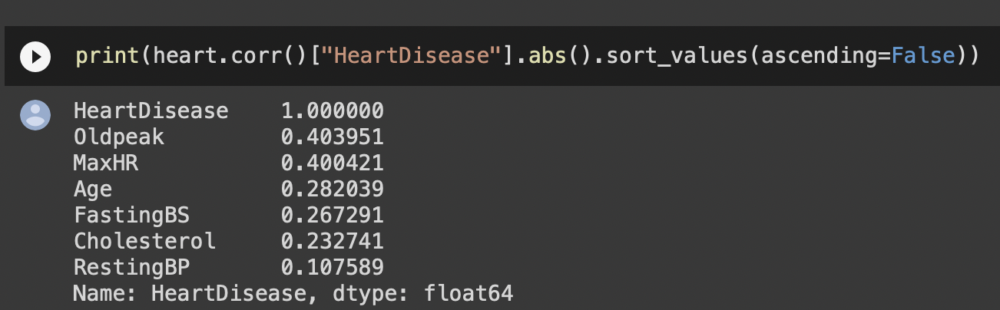 print(heart.corr()["HeartDisease"].abs().sort_values(ascending=False))
HeartDisease    1.000000
Oldpeak         0.403951
MaxHR           0.400421
Age             0.282039
FastingBS       0.267291
Cholesterol     0.232741
RestingBP       0.107589
Name: HeartDisease, dtype: float64